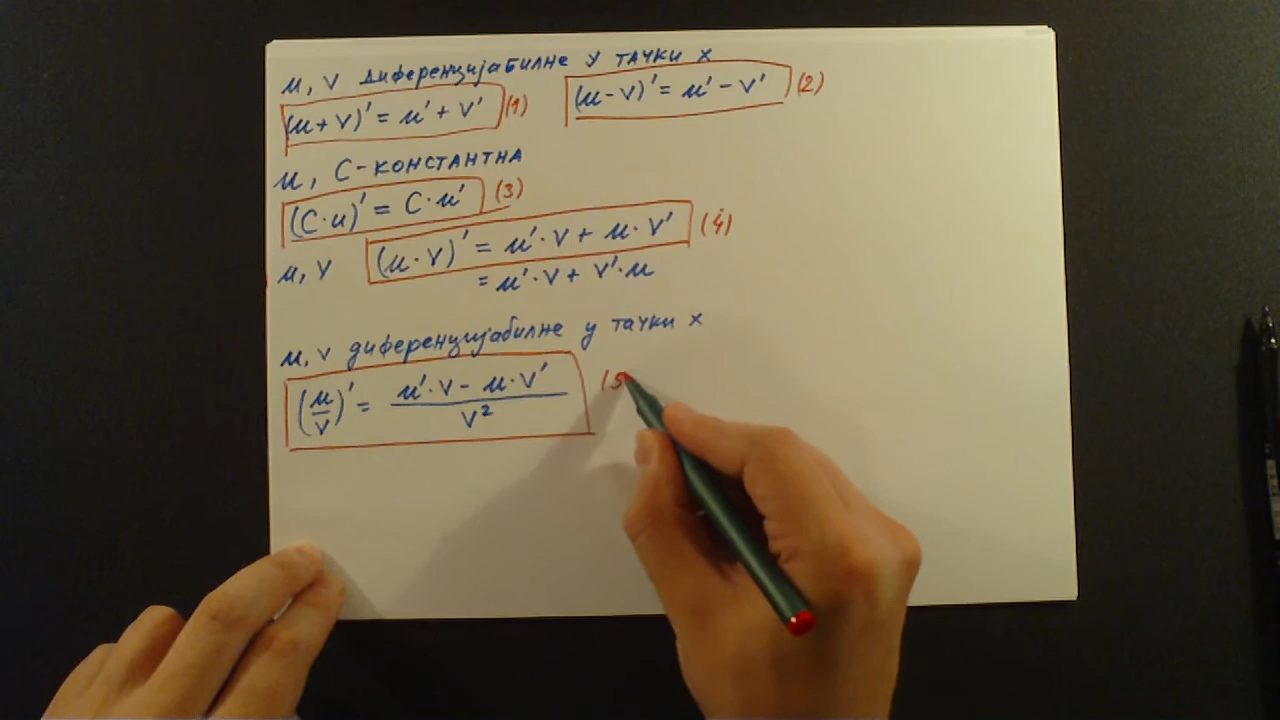 u, v диференцијабилне у тачки x
(u+v)' = u' + v' (1) (u-v)' = u' - v' (2)
u, C - константна
(C·u)' = C·u' (3)
u, v (u·v)' = u'·v + u·v' (4)
= u'·v + v'·u
u, v диференцијабилне у тачки x
(u/v)' = (u'·v - u·v')/v² (5